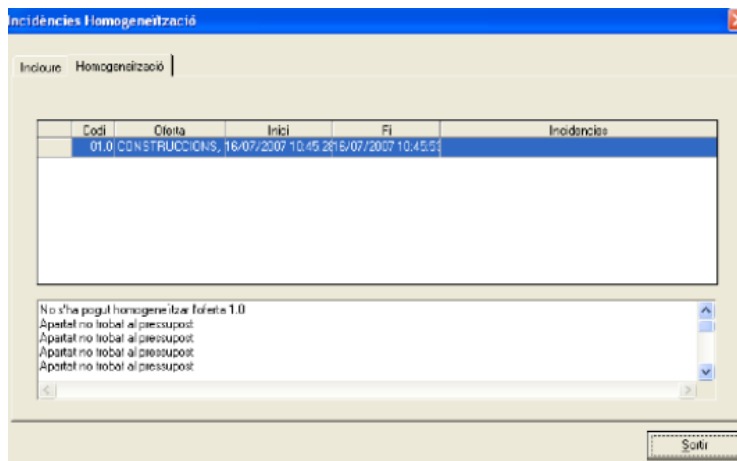 Incidències Homogeneïtzació
Incloure Homogeneïtzació
Codi Oferta Inici Fi Incidencies
01.0 CONSTRUCCIONS, 16/07/2007 10:45:28 16/07/2007 10:45:5
No s'ha pogut homogeneïtzar l'oferta 1.0
Apartat no trobat al pressupost
Apartat no trobat al pressupost
Apartat no trobat al pressupost
Apartat no trobat al pressupost
Sortir